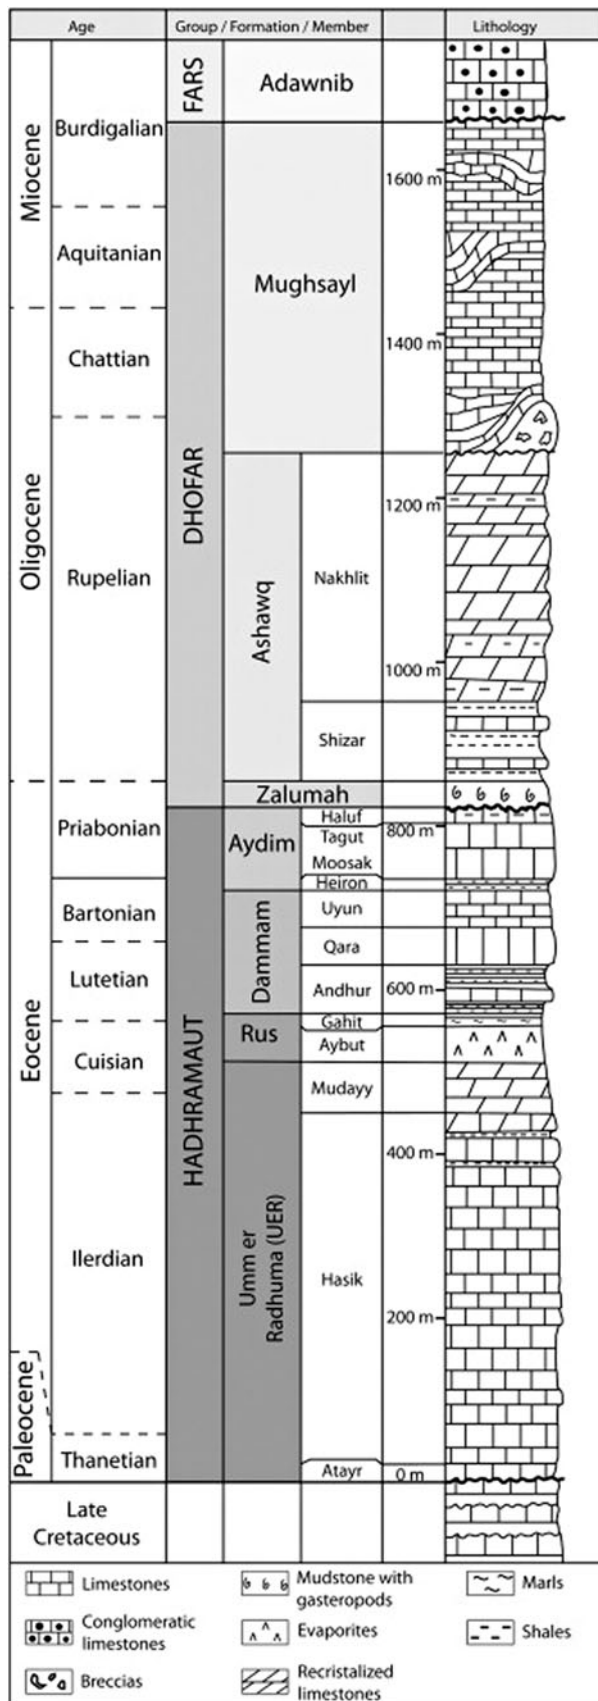 Age
Group / Formation / Member
Lithology
Miocene
Burdigalian
Aquitanian
Oligocene
Chattian
Rupelian
Eocene
Priabonian
Bartonian
Lutetian
Cuisian
Ilerdian
Paleocene
Thanetian
Late
Cretaceous
FARS
DHOFAR
HADHRAMAUT
Adawnib
Mughsayl
Ashawq
Nakhlit
Shizar
Zalumah
Aydim
Haluf
Tagut
Moosak
Heiron
Dammam
Uyun
Qara
Andhur
Rus
Gahit
Aybut
Umm er
Radhuma (UER)
Mudayy
Hasik
Atayr
1600 m
1400 m
1200 m
1000 m
800 m
600 m
400 m
200 m
0 m
Limestones
Mudstone with
gasteropods
Marls
Conglomeratic
limestones
Evaporites
Shales
Breccias
Recristalized
limestones